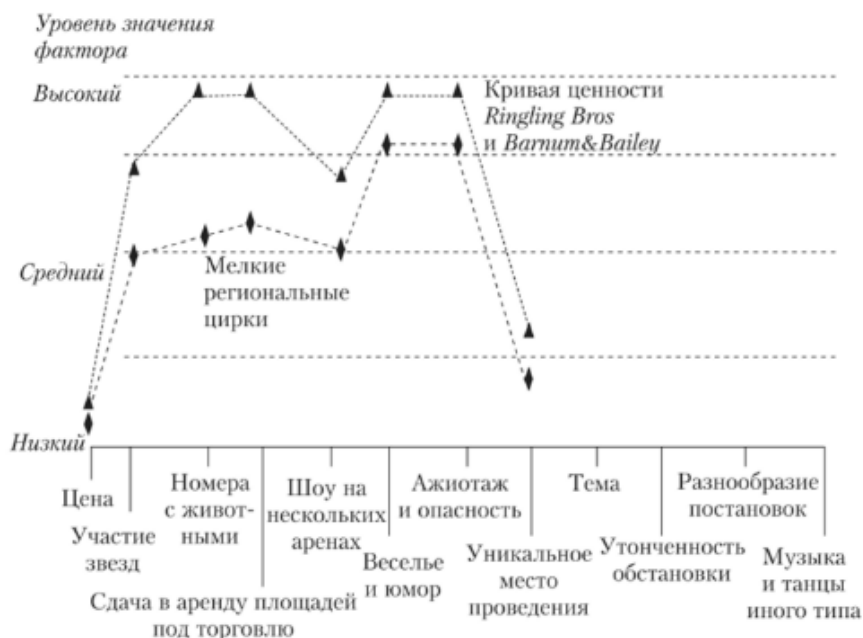 Уровень значения
фактора
Высокий
Кривая ценности
Ringling Bros
и Barnum&Bailey
Средний
Мелкие
региональные
цирки
Низкий
Цена
Участие
звезд
Номера
с живот-
ными
Сдача в аренду площадей
под торговлю
Шоу на
нескольких
аренах
Веселье
и юмор
Ажиотаж
и опасность
Уникальное
место
проведения
Тема
Утонченность
обстановки
Разнообразие
постановок
Музыка
и танцы
иного типа